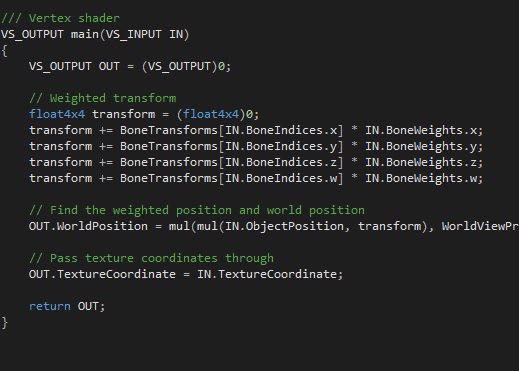 /// Vertex shader
VS_OUTPUT main(VS_INPUT IN)
{
    VS_OUTPUT OUT = (VS_OUTPUT)0;
    // Weighted transform
    float4x4 transform = (float4x4)0;
    transform += BoneTransforms[IN.BoneIndices.x] * IN.BoneWeights.x;
    transform += BoneTransforms[IN.BoneIndices.y] * IN.BoneWeights.y;
    transform += BoneTransforms[IN.BoneIndices.z] * IN.BoneWeights.z;
    transform += BoneTransforms[IN.BoneIndices.w] * IN.BoneWeights.w;
    // Find the weighted position and world position
    OUT.WorldPosition = mul(mul(IN.ObjectPosition, transform), WorldViewPr
    // Pass texture coordinates through
    OUT.TextureCoordinate = IN.TextureCoordinate;
    return OUT;
}